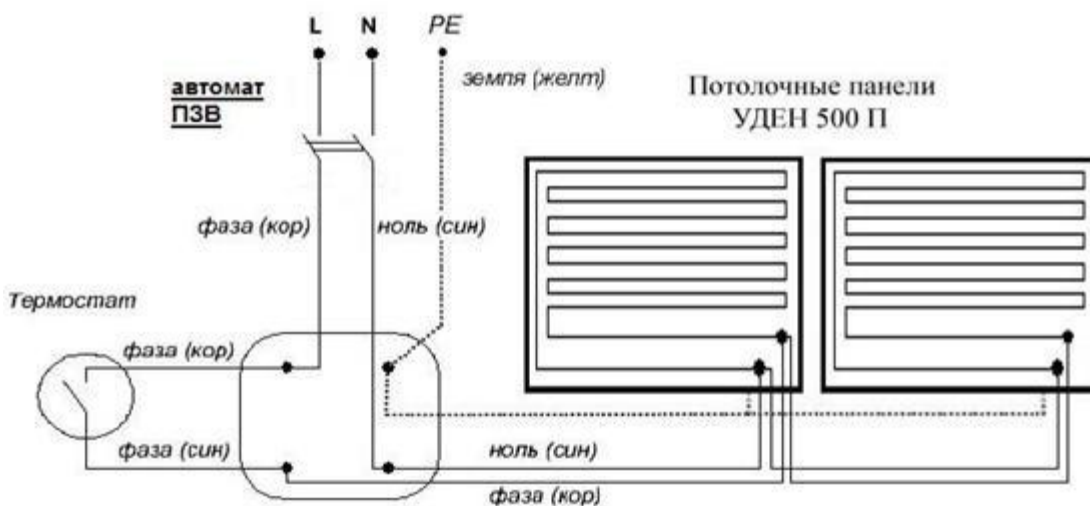 L N PE
земля (желт)
автомат
ПЗВ
Потолочные панели
УДЕН 500 П
фаза (кор) ноль (син)
Термостат
фаза (кор)
фаза (син)
ноль (син)
фаза (кор)